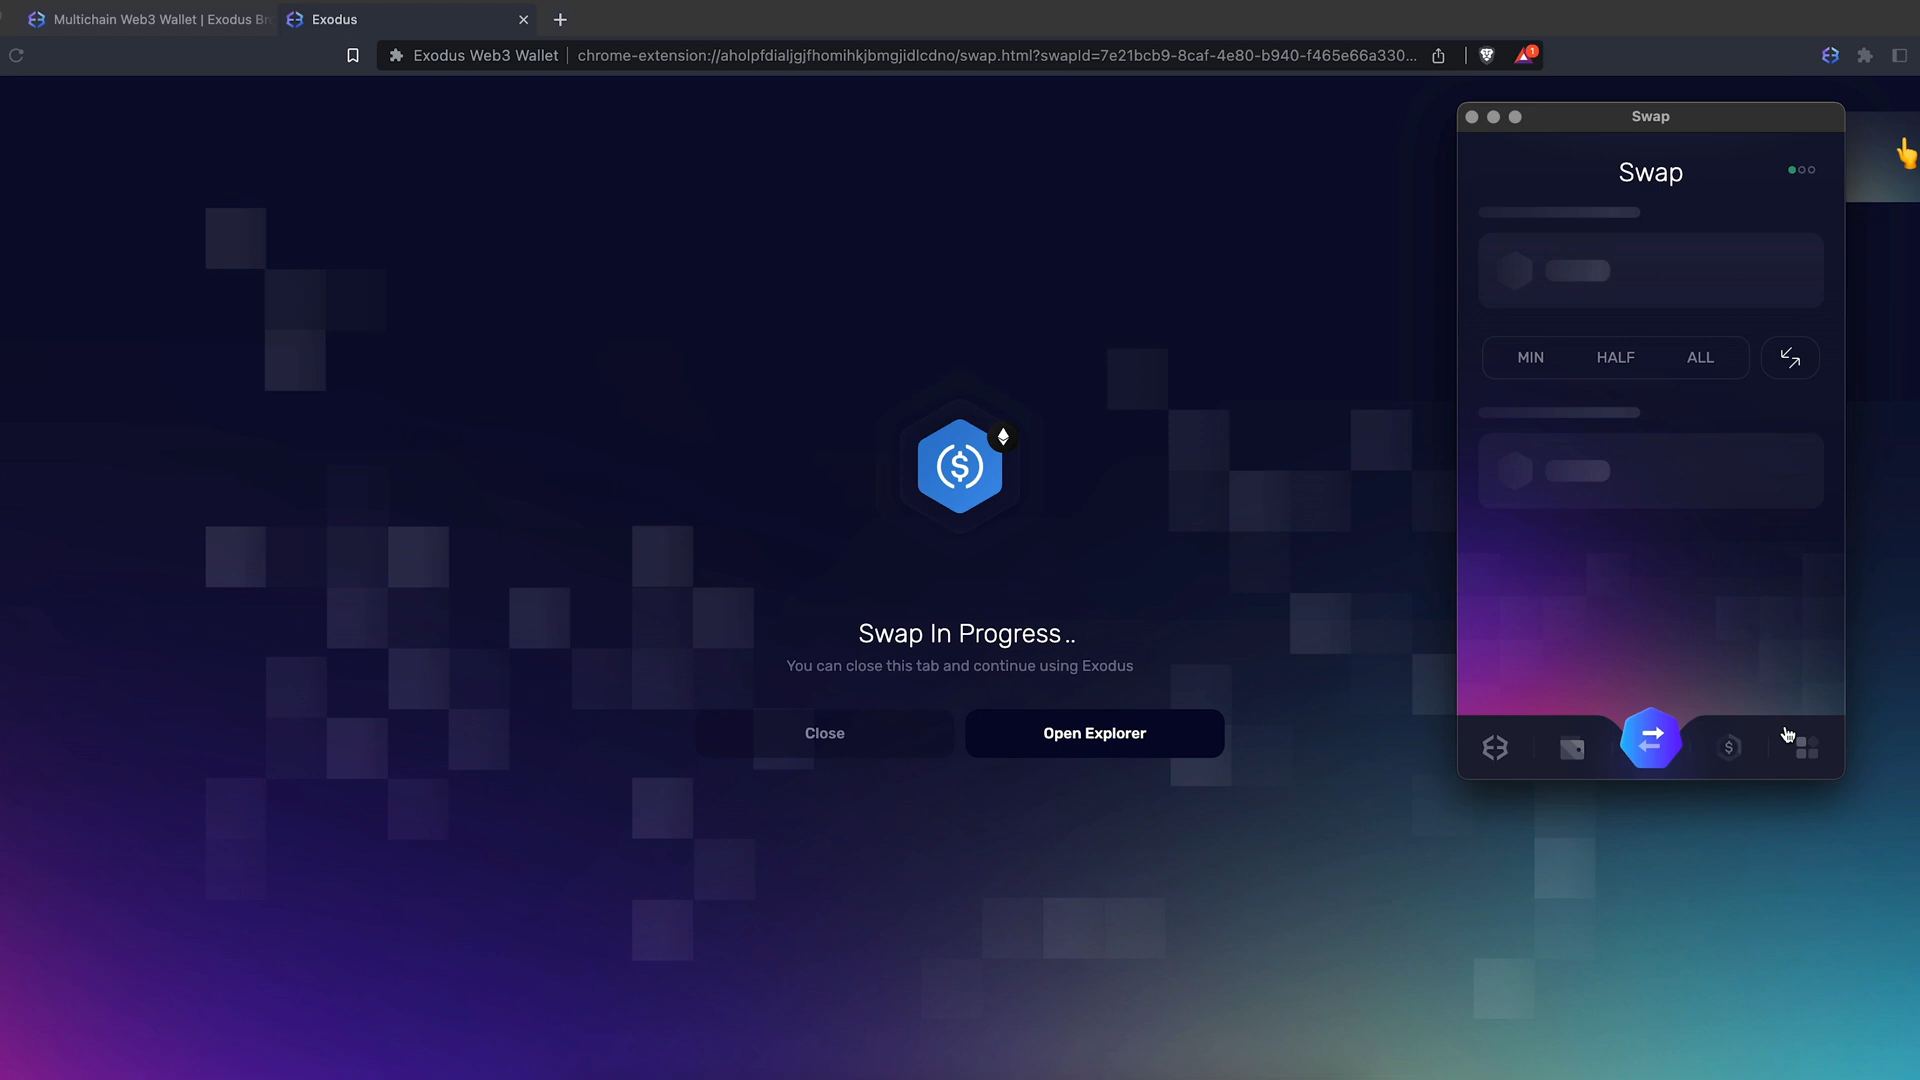 Multichain Web3 Wallet | Exodus Bro
Exodus
Exodus Web3 Wallet
chrome-extension://aholpfdialjgjfhomihkjbmgjidlcdno/swap.html?swapId=7e21bcb9-8caf-4e80-b940-f465e66a330...
1
Swap
Swap
MIN HALF ALL
Swap In Progress..
You can close this tab and continue using Exodus
Close
Open Explorer